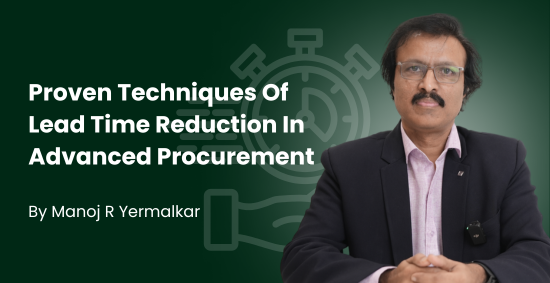 Proven Techniques Of
Lead Time Reduction In
Advanced Procurement
By Manoj R Yermalkar